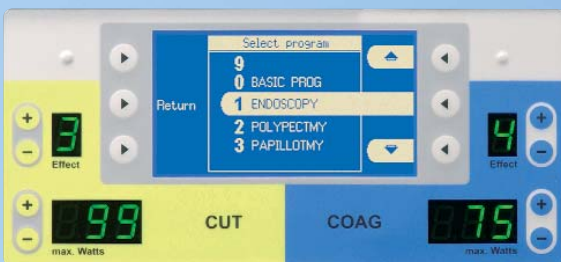 Select program
9
0 BASIC PROG
Return
1 ENDOSCOPY
2 POLYPECTMY
3 PAPILLOTMY
+
-
3
Effect
+
-
4
Effect
+
-
99
max. Watts
CUT
COAG
+
-
75
max. Watts